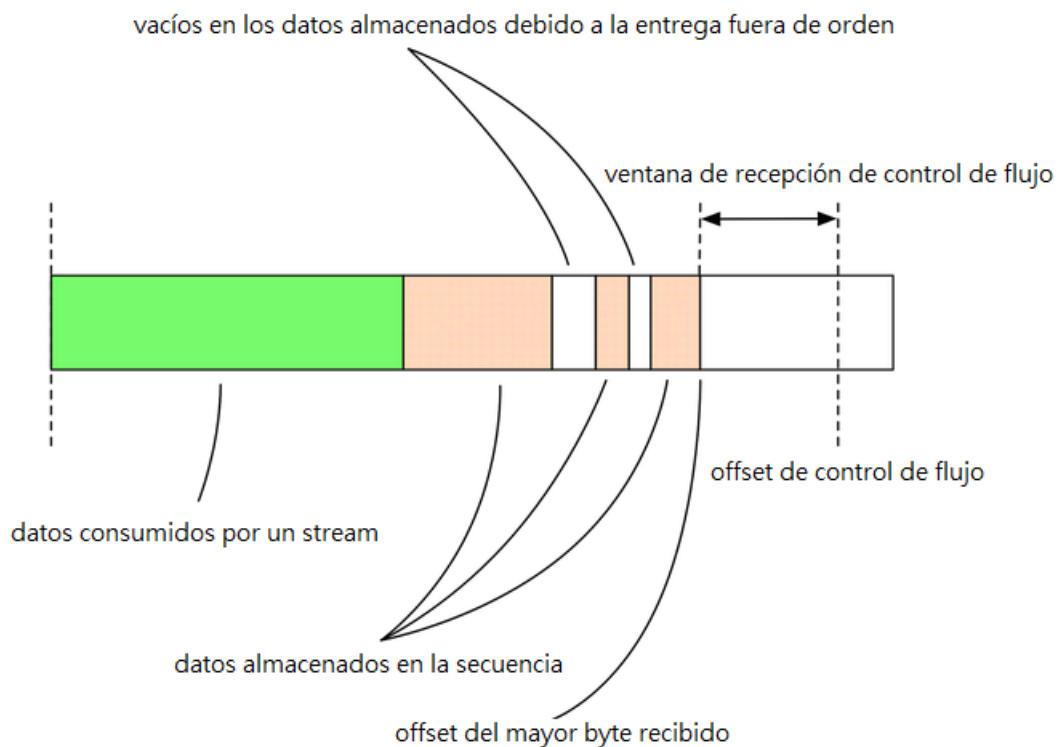 vacíos en los datos almacenados debido a la entrega fuera de orden
ventana de recepción de control de flujo
offset de control de flujo
datos consumidos por un stream
datos almacenados en la secuencia
offset del mayor byte recibido